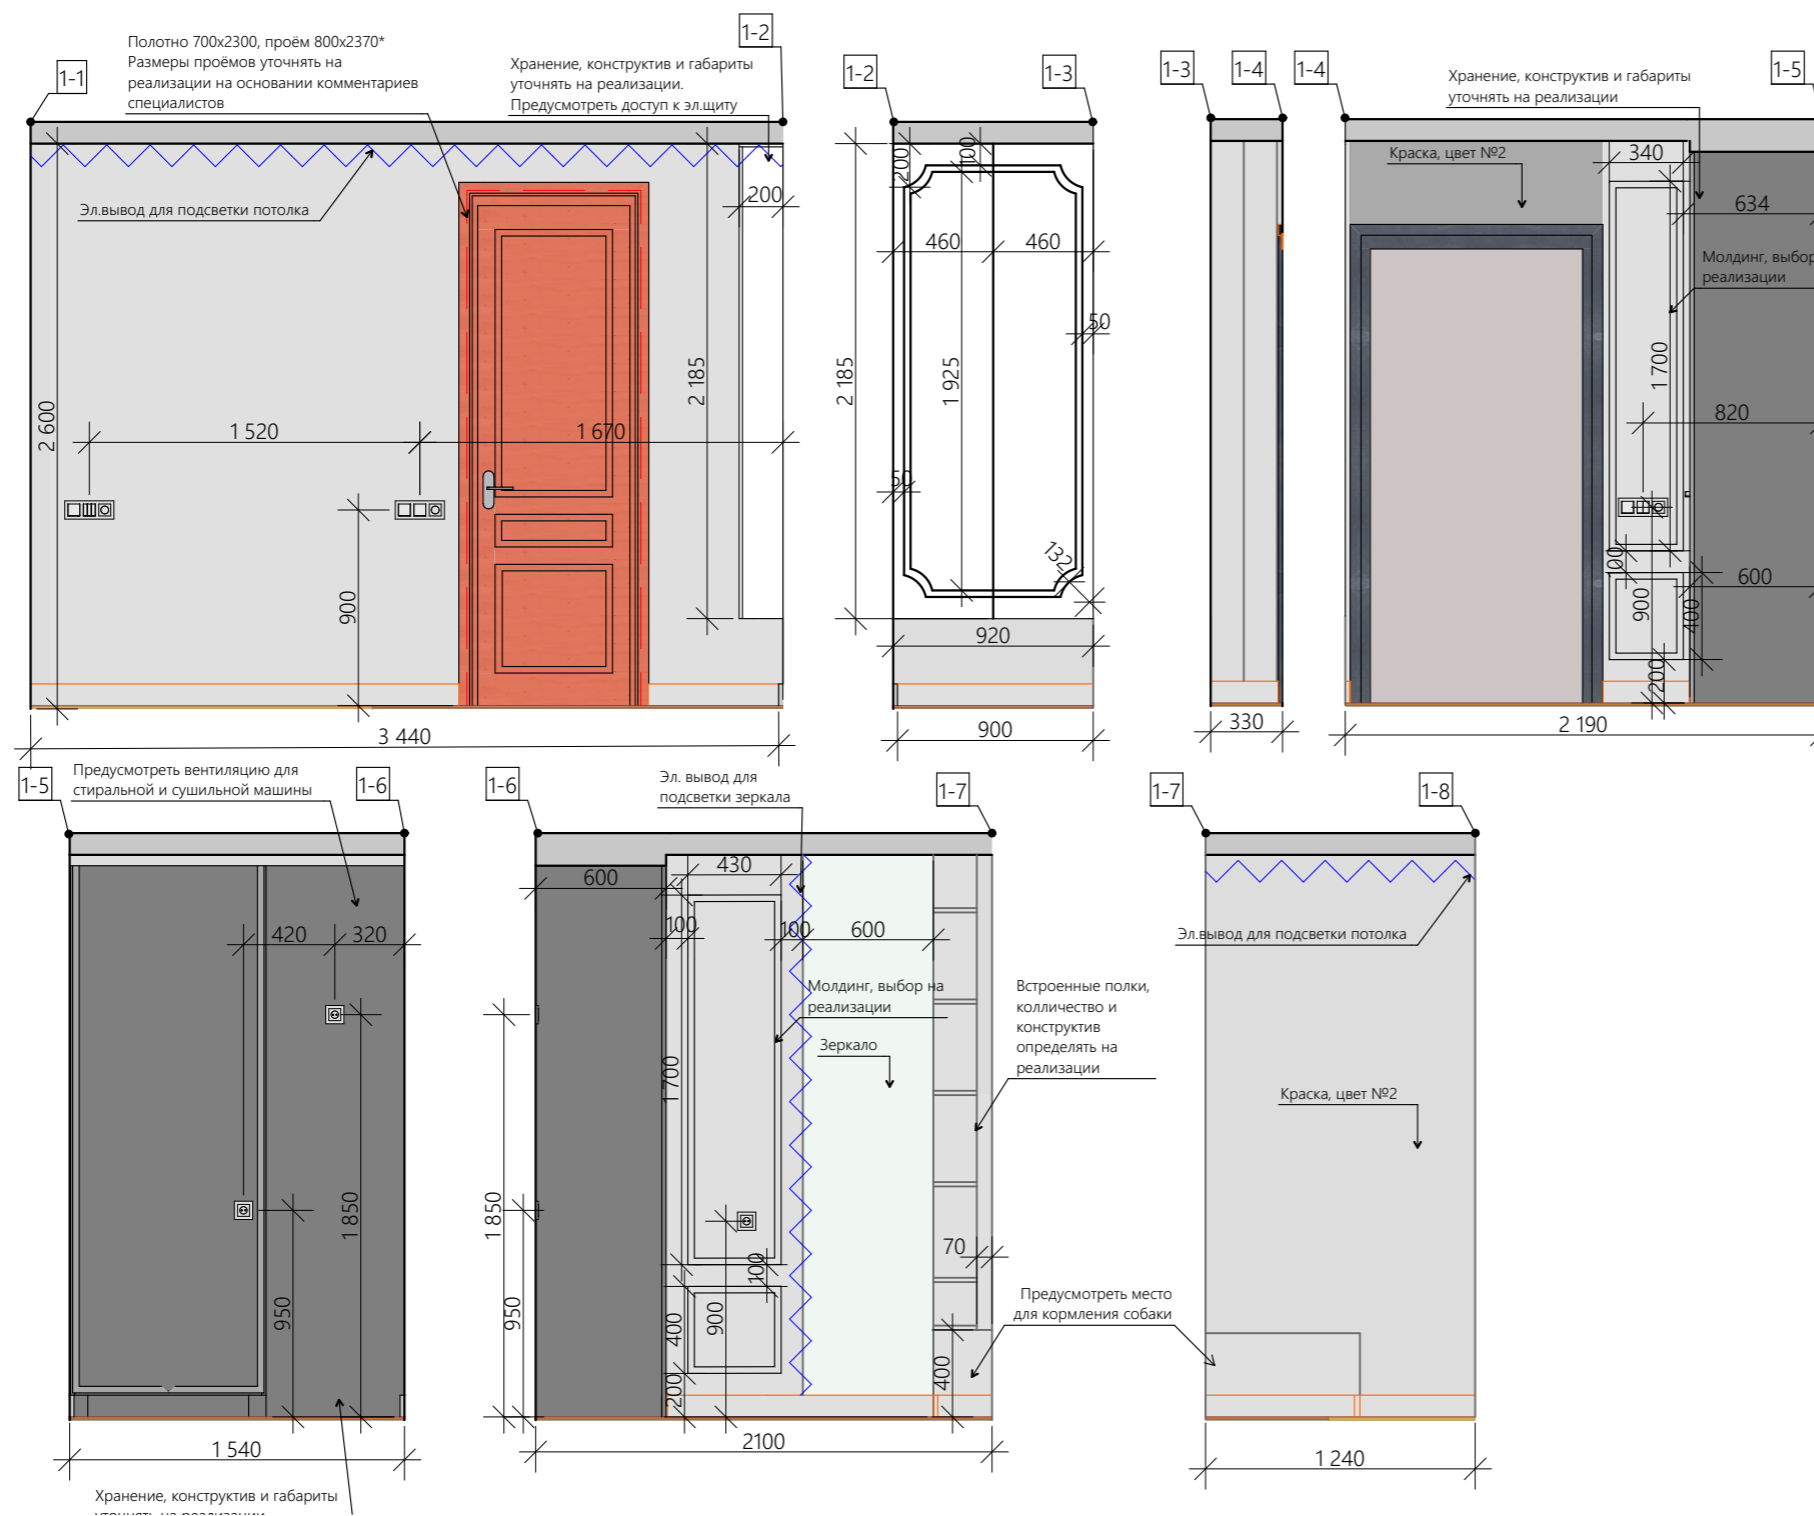 1-1
Полотно 700x2300, проём 800x2370*
Размеры проёмов уточнять на
реализации на основании комментариев
специалистов
Хранение, конструктив и габариты
уточнять на реализации.
Предусмотреть доступ к эл.щиту
1-2
Эл.вывод для подсветки потолка
200
2 600
1 520
1 670
2 185
900
3 440
1-2
1-3
200
100
460
460
50
2 185
1 925
50
132
920
900
1-3
1-4
330
1-4
Хранение, конструктив и габариты
уточнять на реализации
1-5
Краска, цвет №2
340
634
Молдинг, выбор
реализации
1 700
820
100
600
900
400
200
2 190
1-5
Предусмотреть вентиляцию для
стиральной и сушильной машины
1-6
420
320
1 850
950
1 540
Хранение, конструктив и габариты
уточнять на реализации
1-6
Эл. вывод для
подсветки зеркала
1-7
600
430
100
100
600
Молдинг, выбор на
реализации
Зеркало
1 700
1 850
950
100
900
400
200
70
400
2100
Встроенные полки,
колличество и
конструктив
определять на
реализации
Предусмотреть место
для кормления собаки
1-7
1-8
Эл.вывод для подсветки потолка
Краска, цвет №2
1 240